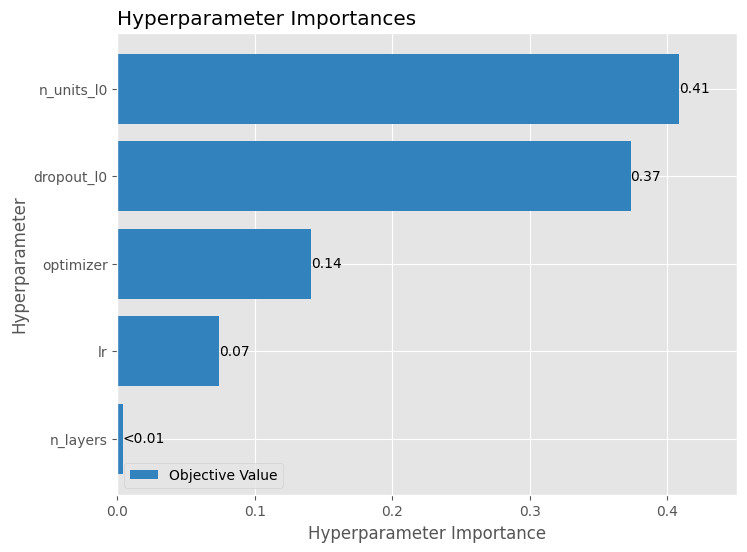 Hyperparameter Importances
Hyperparameter
n_units_l0
0.41
dropout_l0
0.37
optimizer
0.14
lr
0.07
n_layers
<0.01
Objective Value
0.0 0.1 0.2 0.3 0.4
Hyperparameter Importance